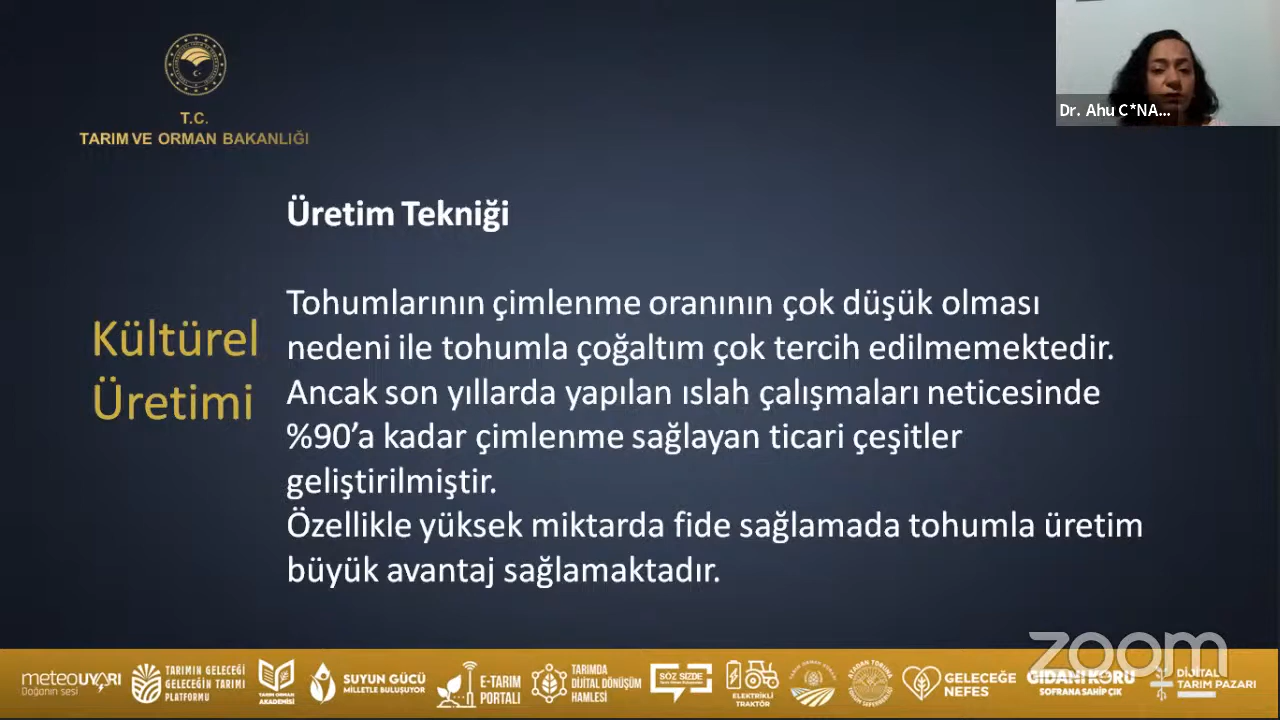 T.C.
TARIM VE ORMAN BAKANLIĞI
Dr. Ahu C*NA...
Üretim Tekniği
Kültürel
Üretimi
Tohumlarının çimlenme oranının çok düşük olması
nedeni ile tohumla çoğaltım çok tercih edilmemektedir.
Ancak son yıllarda yapılan ıslah çalışmaları neticesinde
%90’a kadar çimlenme sağlayan ticari çeşitler
geliştirilmiştir.
Özellikle yüksek miktarda fide sağlamada tohumla üretim
büyük avantaj sağlamaktadır.
zoom
meteoUYARI
Doğanın sesi
TARIMIN GELECEĞİ
GELECEĞİN TARIMI
PLATFORMU
TARIM ORMAN
AKADEMİSİ
SUYUN GÜCÜ
MİLLETLE BULUŞUYOR
E-TARIM
PORTALI
TARIMDA
DİJİTAL DÖNÜŞÜM
HAMLESİ
SÖZ SİZDE
ELEKTRİKLİ
TRAKTÖR
GELECEĞE
NEFES
GIDANI KORU
SOFRANA SAHİP ÇIK
DİJİTAL
TARIM PAZARI